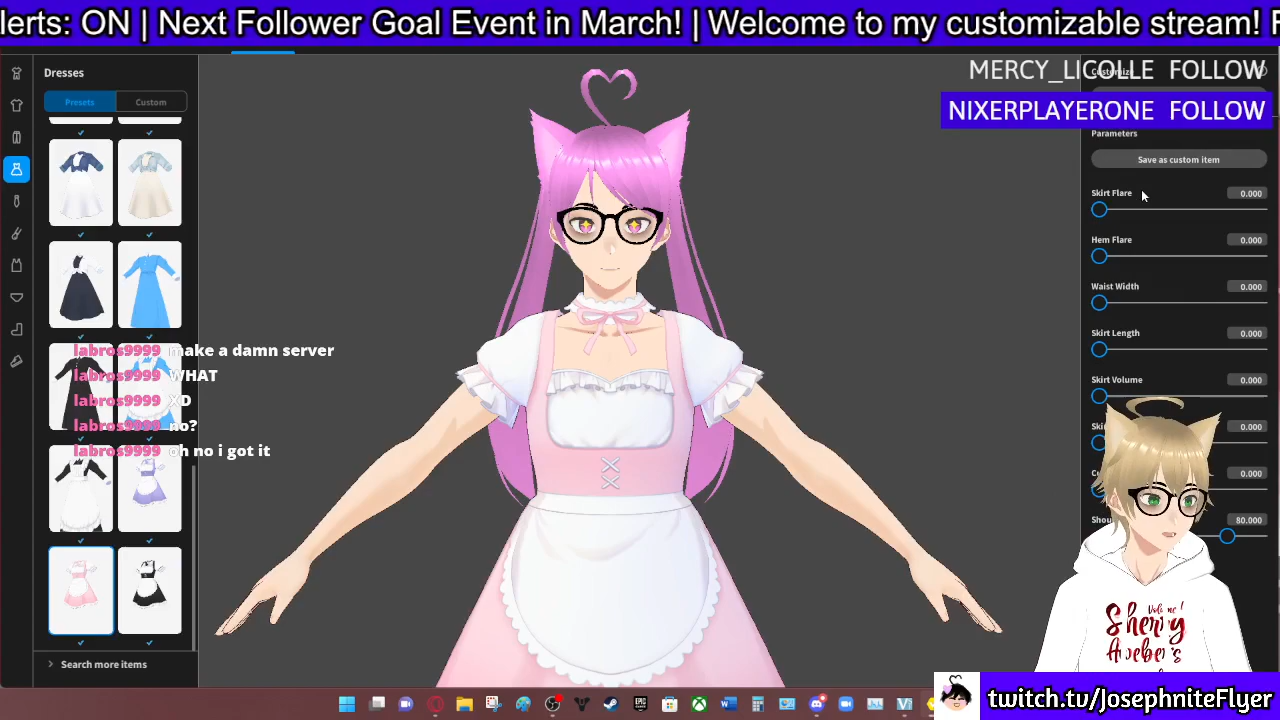 lerts: ON | Next Follower Goal Event in March! | Welcome to my customizable stream! F
Dresses
Presets
Custom
MERCY_LICOLLE FOLLOW
NIXERPLAYERONE FOLLOW
Parameters
Save as custom item
Skirt Flare 0.000
Hem Flare 0.000
Waist Width 0.000
Skirt Length 0.000
Skirt Volume 0.000
0.000
0.000
80.000
labros9999 make a damn server
labros9999 WHAT
labros9999 XD
labros9999 no?
labros9999 oh no i got it
Search more items
twitch.tv/JosephniteFlyer